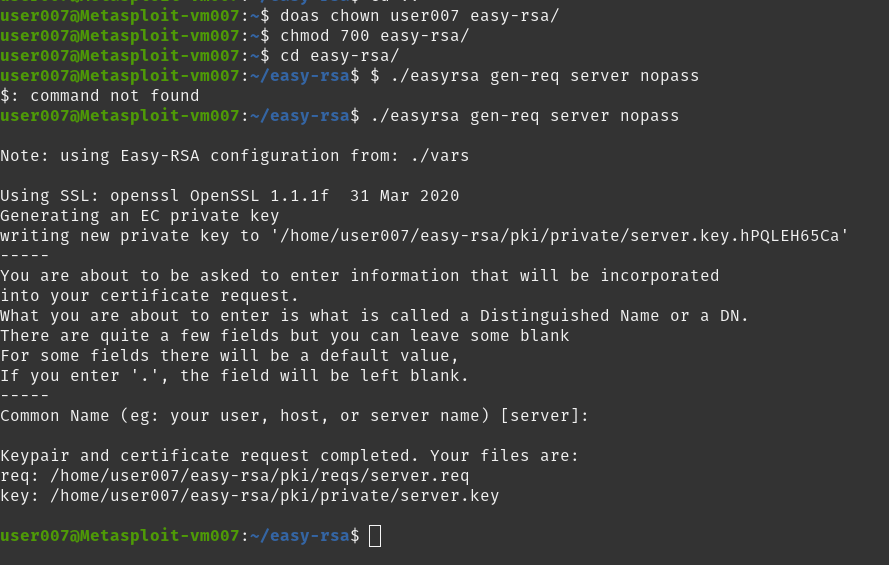 user007@Metasploit-vm007:~$ doas chown user007 easy-rsa/
user007@Metasploit-vm007:~$ chmod 700 easy-rsa/
user007@Metasploit-vm007:~$ cd easy-rsa/
user007@Metasploit-vm007:~/easy-rsa$ $ ./easyrsa gen-req server nopass
$: command not found
user007@Metasploit-vm007:~/easy-rsa$ ./easyrsa gen-req server nopass

Note: using Easy-RSA configuration from: ./vars

Using SSL: openssl OpenSSL 1.1.1f  31 Mar 2020
Generating an EC private key
writing new private key to '/home/user007/easy-rsa/pki/private/server.key.hPQLEH65Ca'
-----
You are about to be asked to enter information that will be incorporated
into your certificate request.
What you are about to enter is what is called a Distinguished Name or a DN.
There are quite a few fields but you can leave some blank
For some fields there will be a default value,
If you enter '.', the field will be left blank.
-----
Common Name (eg: your user, host, or server name) [server]:

Keypair and certificate request completed. Your files are:
req: /home/user007/easy-rsa/pki/reqs/server.req
key: /home/user007/easy-rsa/pki/private/server.key

user007@Metasploit-vm007:~/easy-rsa$